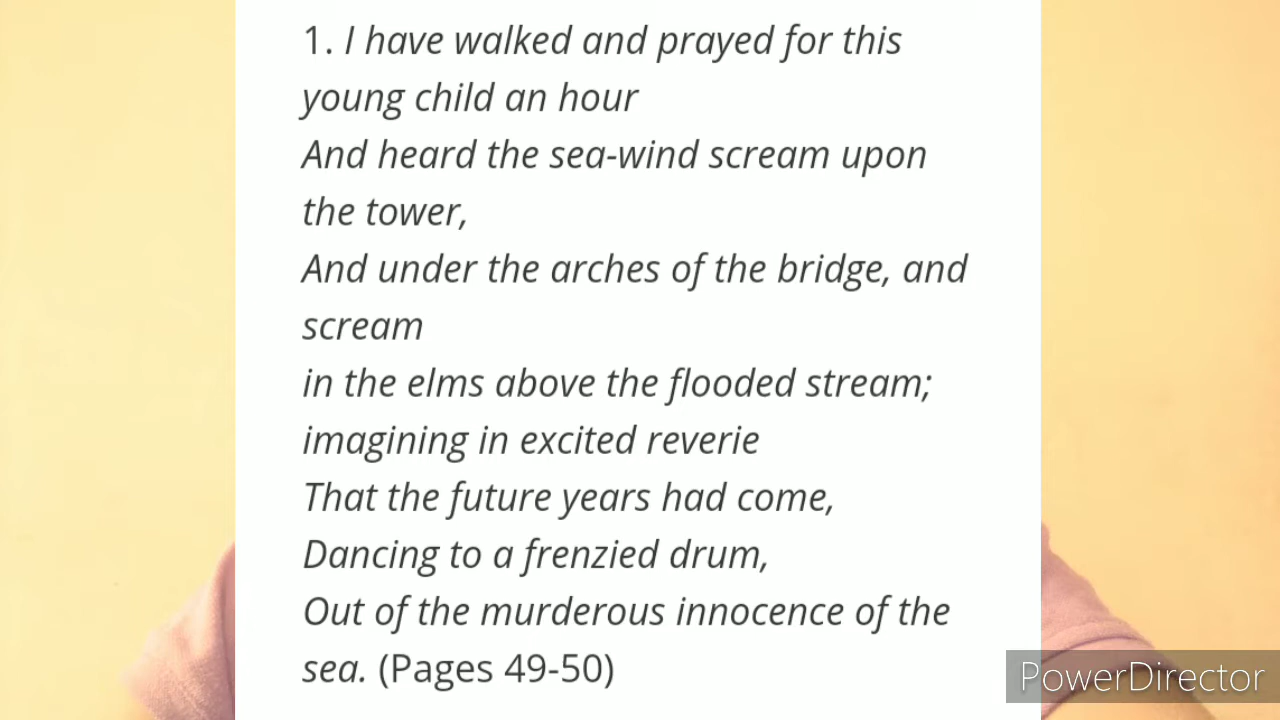 1. I have walked and prayed for this
young child an hour
And heard the sea-wind scream upon
the tower,
And under the arches of the bridge, and
scream
in the elms above the flooded stream;
imagining in excited reverie
That the future years had come,
Dancing to a frenzied drum,
Out of the murderous innocence of the
sea. (Pages 49-50)
PowerDirector